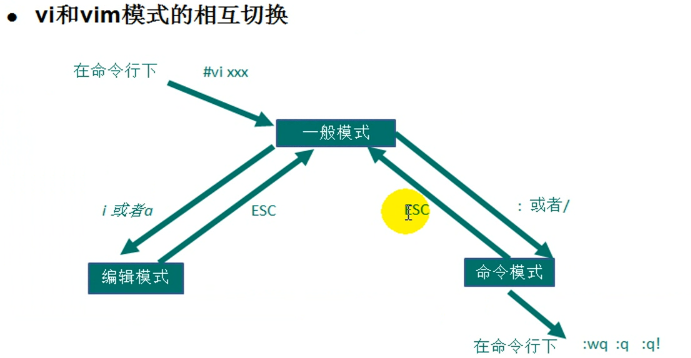 ● vi和vim模式的相互切换
在命令行下 #vi xxx
一般模式
i 或者a
ESC
ESC
: 或者/
编辑模式
命令模式
在命令行下 :wq :q :q!